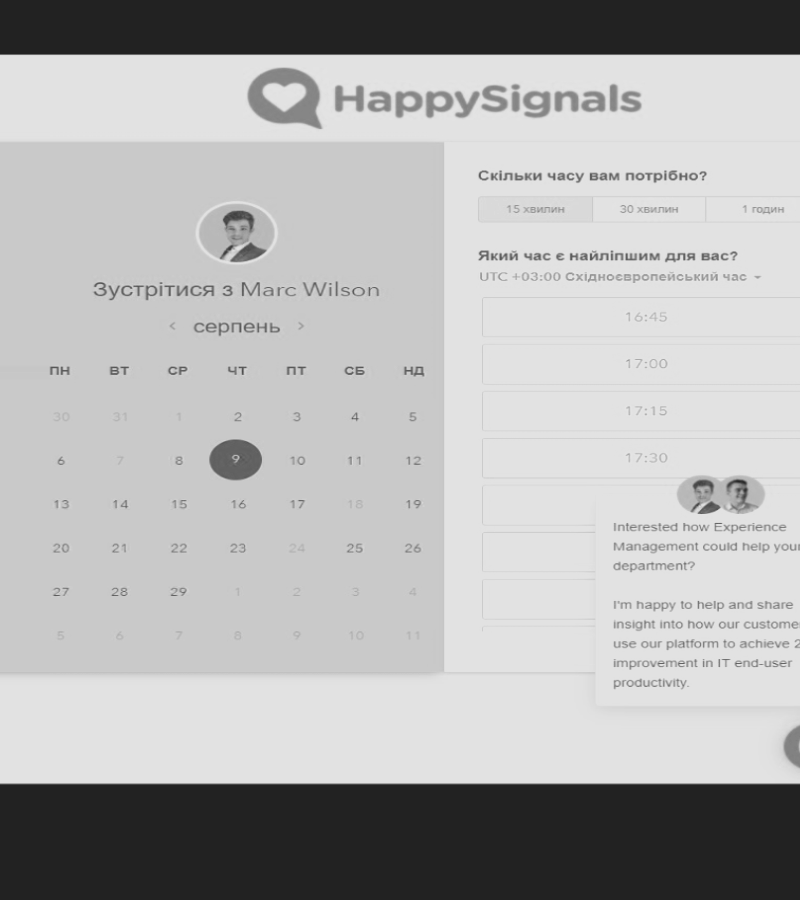 HappySignals
Зустрітися з Marc Wilson
‹ серпень ›
ПН ВТ СР ЧТ ПТ СБ НД
30 31 1 2 3 4 5
6 7 8 9 10 11 12
13 14 15 16 17 18 19
20 21 22 23 24 25 26
27 28 29 1 2 3 4
5 6 7 8 9 10 11
Скільки часу вам потрібно?
15 хвилин 30 хвилин 1 годин
Який час є найліпшим для вас?
UTC +03:00 Східноєвропейський час
16:45
17:00
17:15
17:30
Interested how Experience
Management could help your
department?
I'm happy to help and share
insight into how our custome
use our platform to achieve 2
improvement in IT end-user
productivity.